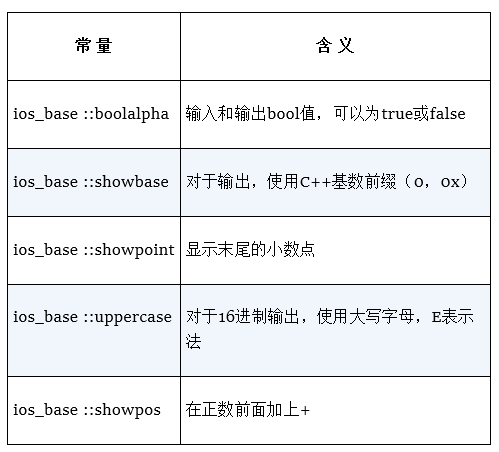 常 量
含 义
ios_base ::boolalpha
输入和输出bool值，可以为true或false
ios_base ::showbase
对于输出，使用C++基数前缀（0，0x）
ios_base ::showpoint
显示末尾的小数点
ios_base ::uppercase
对于16进制输出，使用大写字母，E表示
法
ios_base ::showpos
在正数前面加上+